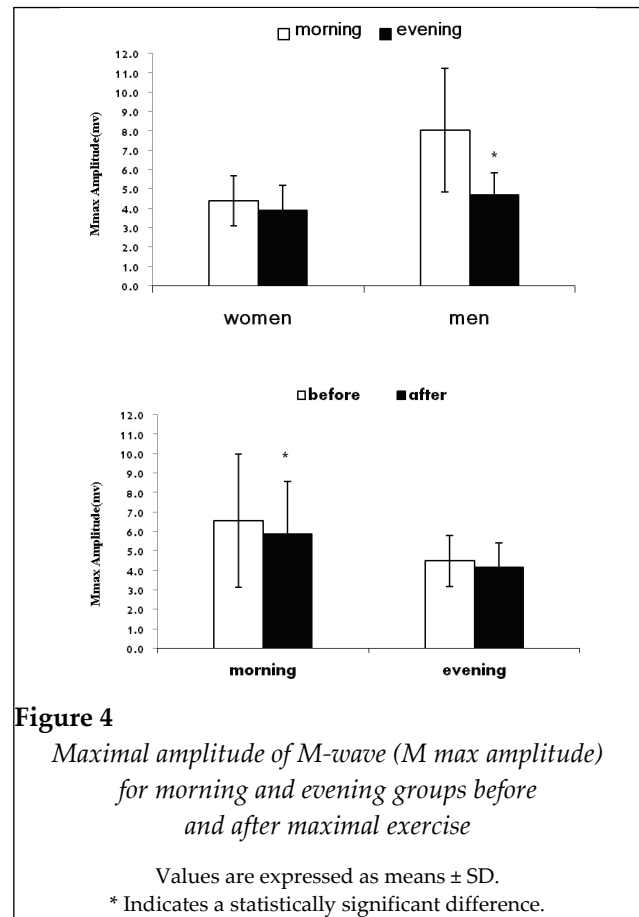 morning evening
Mmax Amplitude(mv)
12.0
11.0
10.0
9.0
8.0
7.0
6.0
5.0
4.0
3.0
2.0
1.0
0.0
*
women men
before after
Mmax Amplitude(mv)
12.0
11.0
10.0
9.0
8.0
7.0
6.0
5.0
4.0
3.0
2.0
1.0
0.0
*
morning evening
Figure 4
Maximal amplitude of M-wave (M max amplitude)
for morning and evening groups before
and after maximal exercise
Values are expressed as means ± SD.
* Indicates a statistically significant difference.